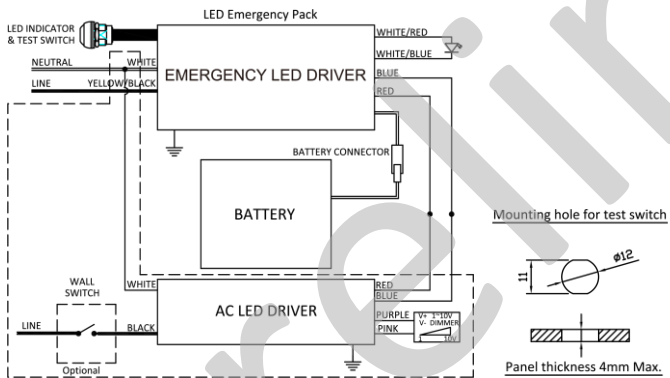 LED Emergency Pack
LED INDICATOR
& TEST SWITCH
WHITE/RED
WHITE/BLUE
NEUTRAL
WHITE
LINE
YELLOW/BLACK
EMERGENCY LED DRIVER
BLUE
RED
BATTERY CONNECTOR
BATTERY
Mounting hole for test switch
ø12
11
WALL
SWITCH
WHITE
RED
BLUE
AC LED DRIVER
LINE
BLACK
PURPLE
PINK
V+ 1~10V
V- DIMMER
10V
Optional
Panel thickness 4mm Max.